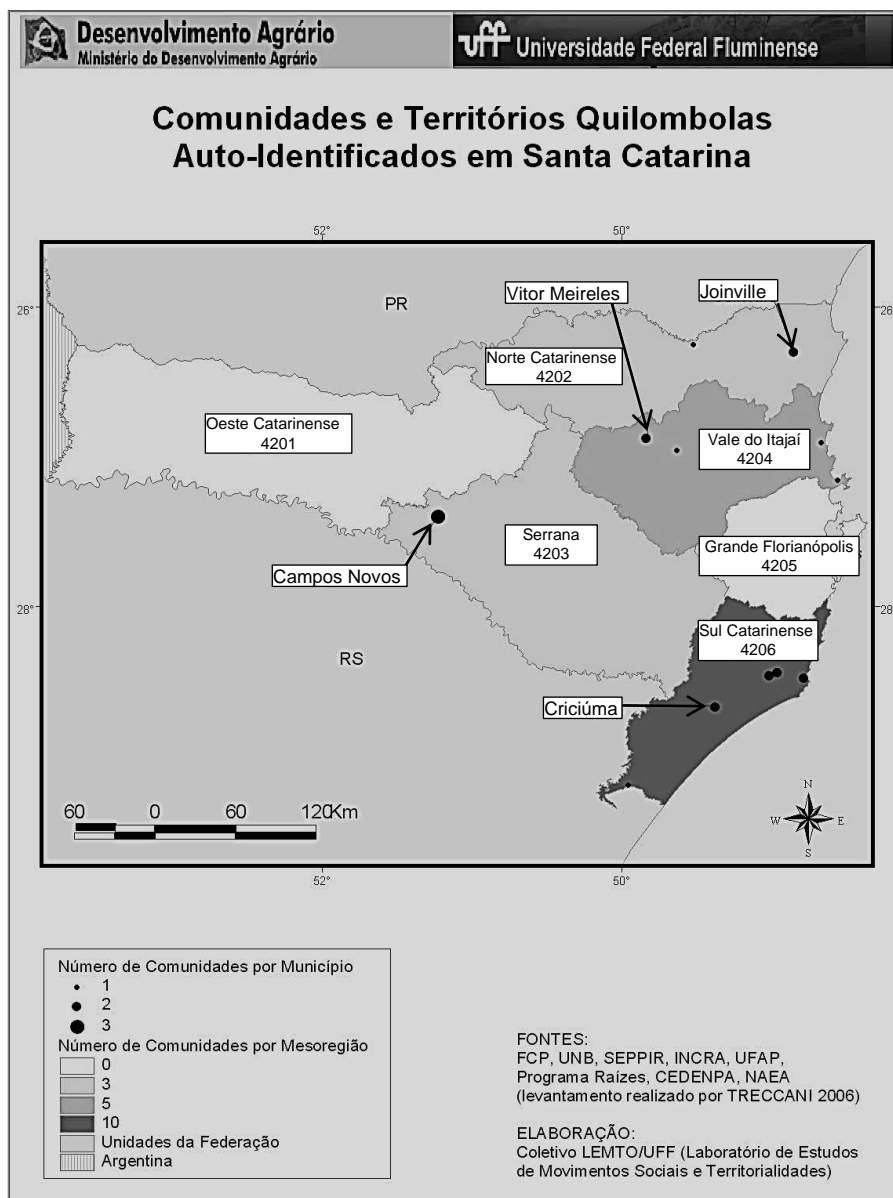 Desenvolvimento Agrário
Ministério do Desenvolvimento Agrário
uff Universidade Federal Fluminense
Comunidades e Territórios Quilombolas
Auto-Identificados em Santa Catarina
52°
50°
26°
26
PR
Vitor Meireles
Joinville
Norte Catarinense
4202
Oeste Catarinense
4201
Vale do Itajaí
4204
Serrana
4203
Grande Florianópolis
4205
Campos Novos
28°
28
Sul Catarinense
4206
RS
Criciúma
60 0 60 120Km
N
W E
S
52°
50°
Número de Comunidades por Município
1
2
3
Número de Comunidades por Mesoregião
0
3
5
10
Unidades da Federação
Argentina
FONTES:
FCP, UNB, SEPPIR, INCRA, UFAP,
Programa Raízes, CEDENPA, NAEA
(levantamento realizado por TRECCANI 2006)
ELABORAÇÃO:
Coletivo LEMTO/UFF (Laboratório de Estudos
de Movimentos Sociais e Territorialidades)